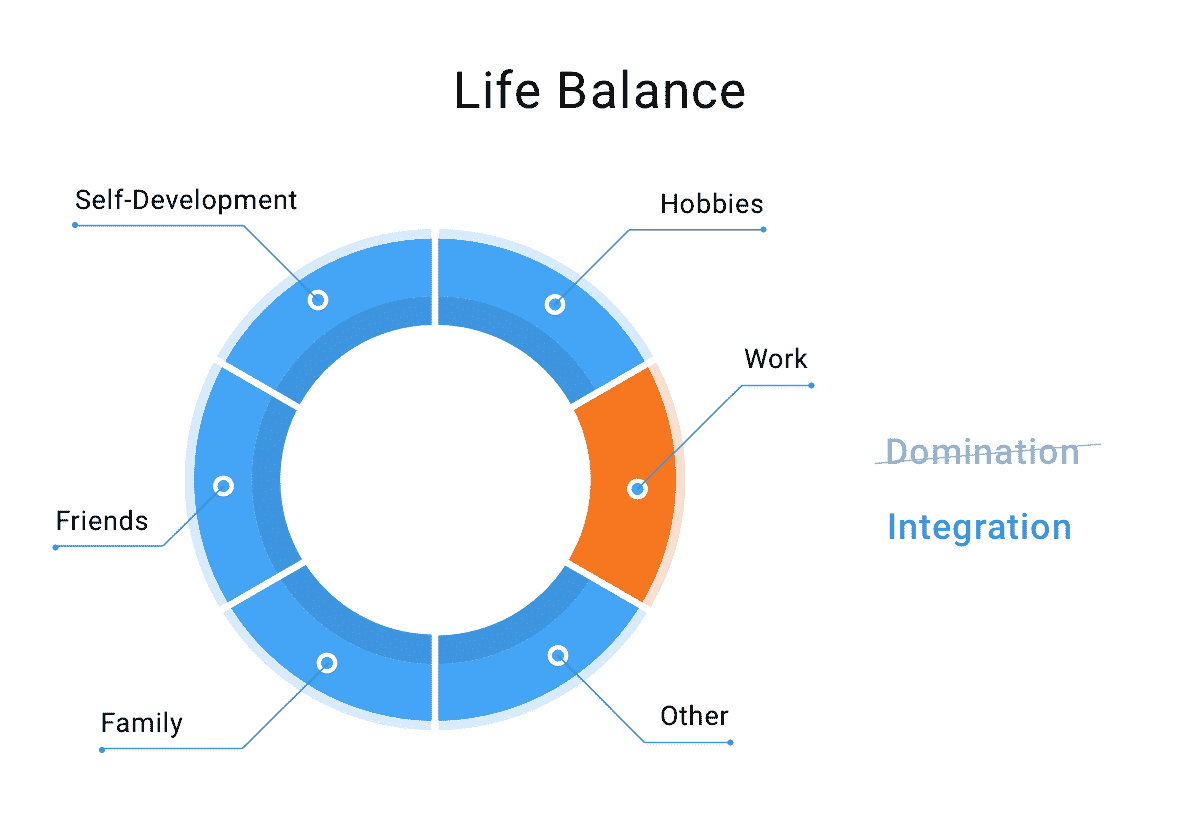 Life Balance
Self-Development
Hobbies
Work
Domination
Integration
Friends
Family
Other